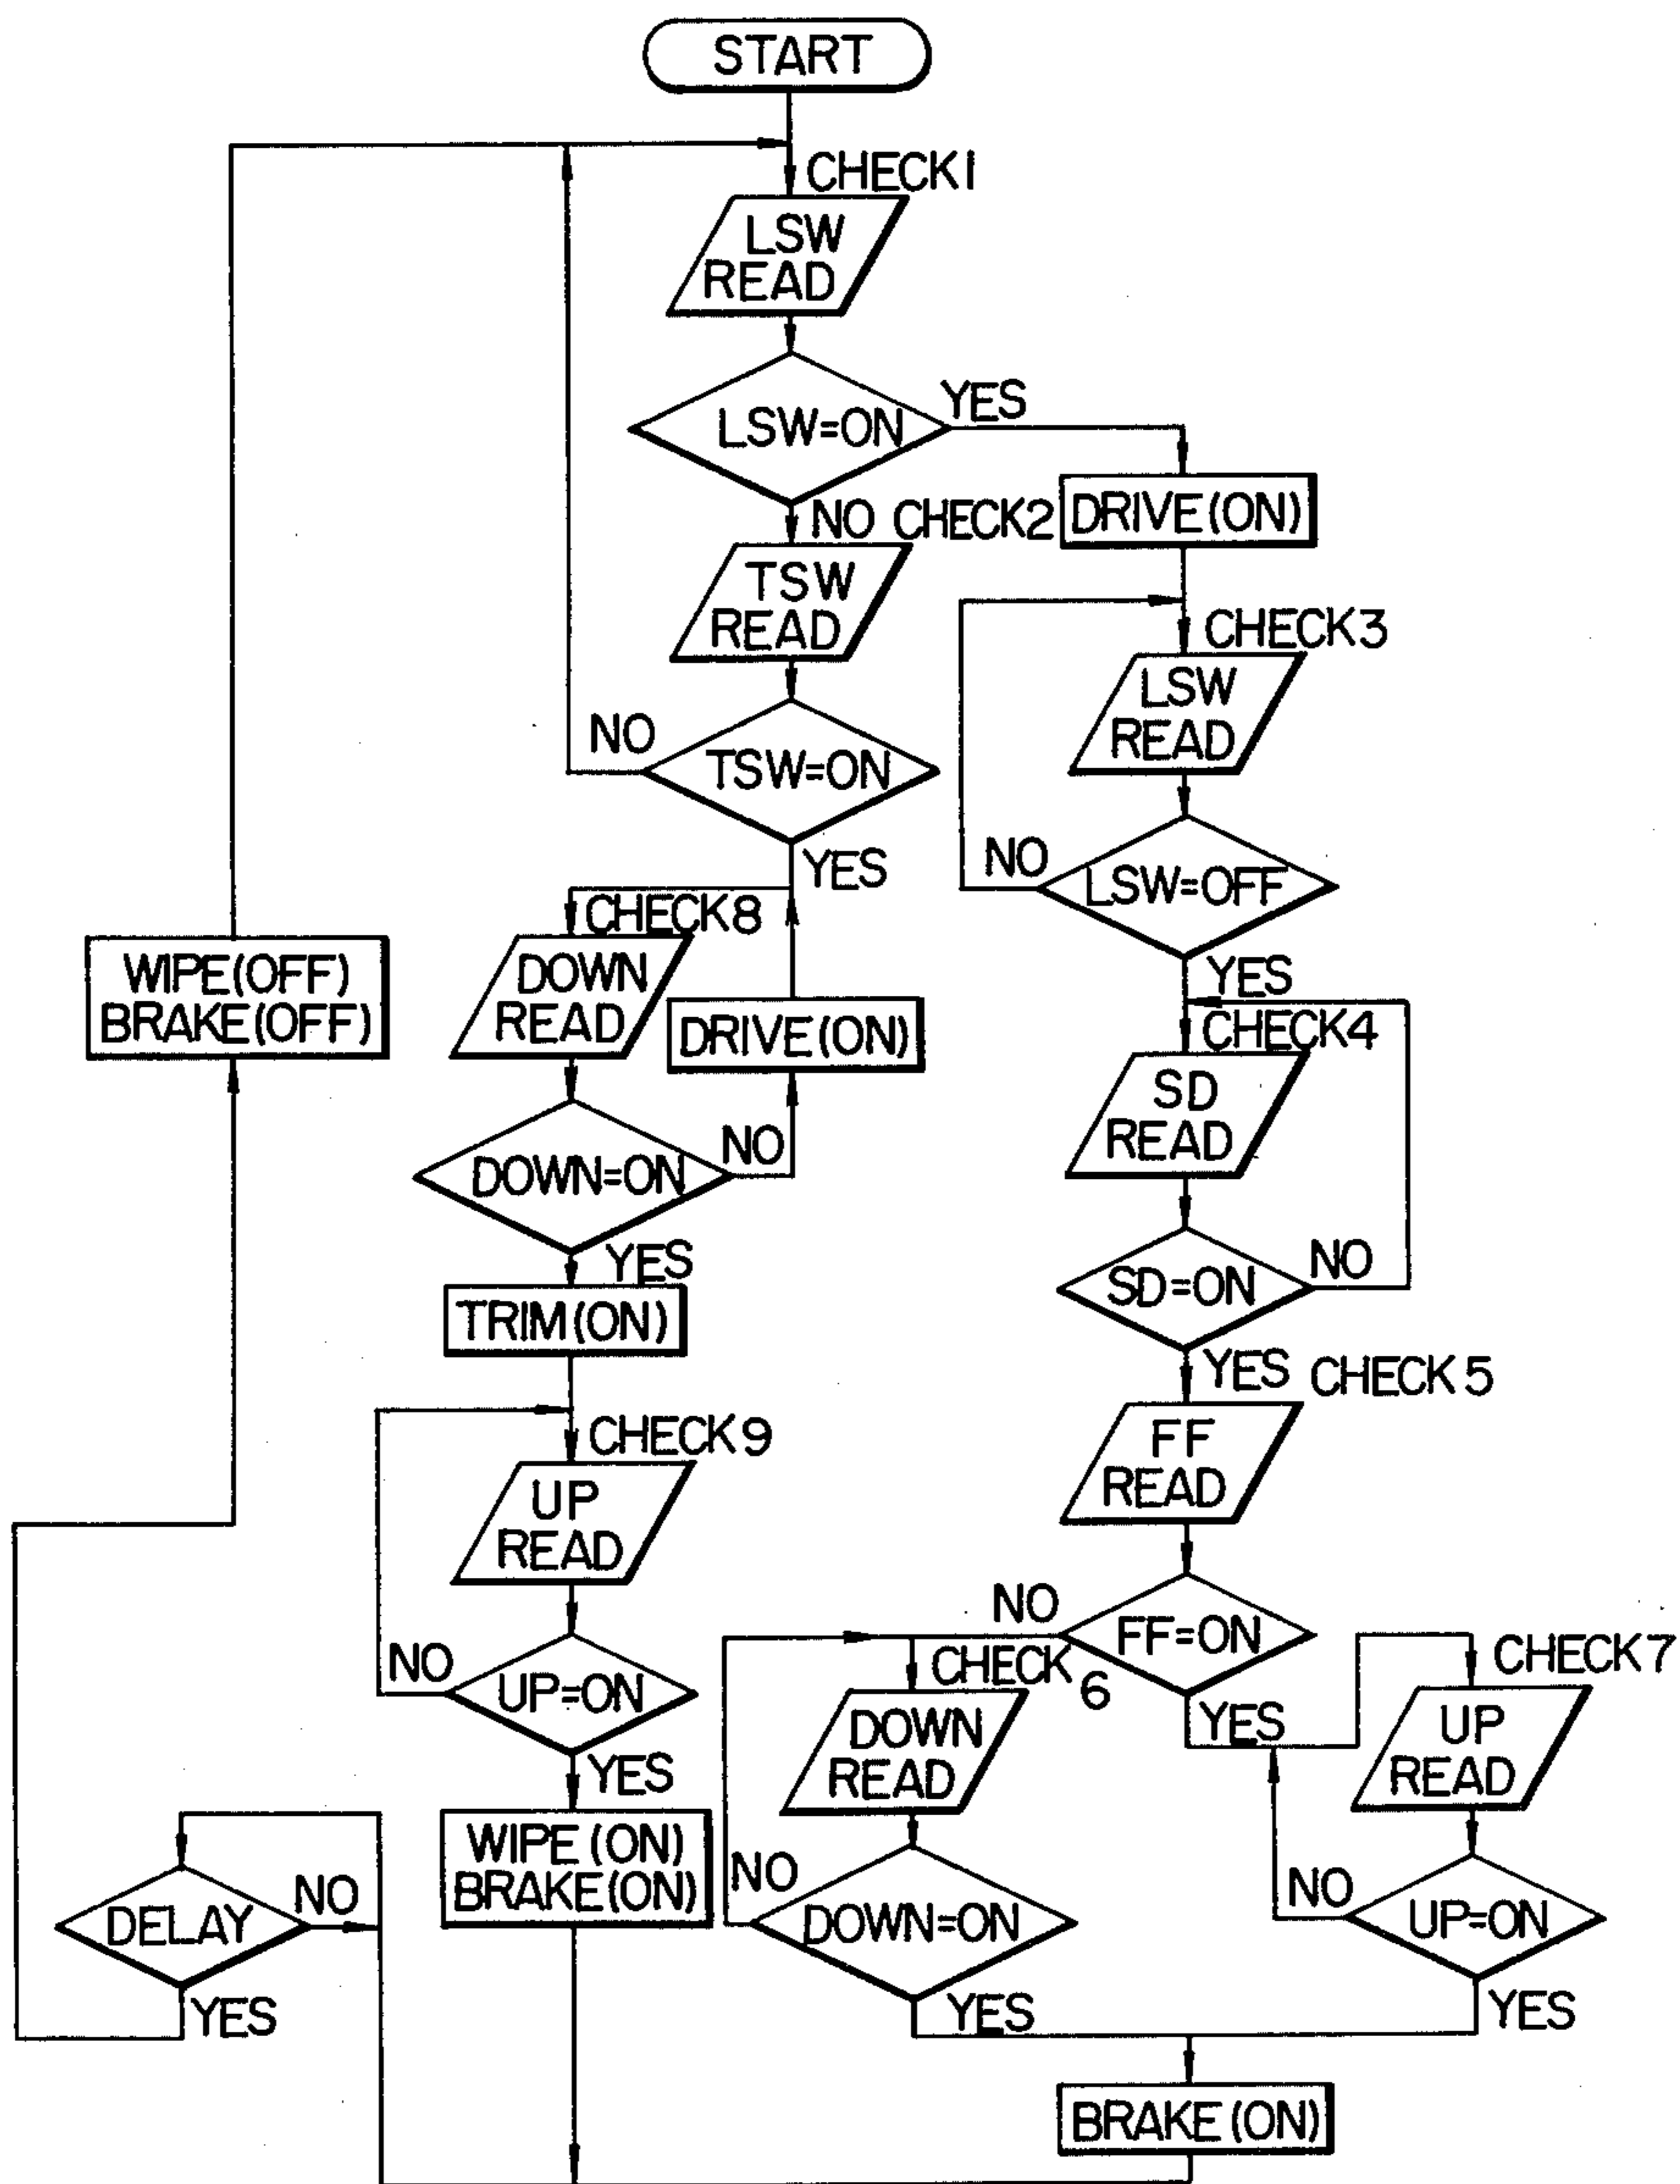 START
CHECK1
LSW
READ
LSW=ON
YES
NO
CHECK2
DRIVE(ON)
TSW
READ
CHECK3
LSW
READ
TSW=ON
NO
YES
LSW=OFF
NO
YES
CHECK8
DOWN
READ
DRIVE(ON)
WIPE(OFF)
BRAKE(OFF)
CHECK4
SD
READ
DOWN=ON
NO
YES
SD=ON
NO
YES
TRIM(ON)
CHECK5
FF
READ
CHECK9
UP
READ
FF=ON
NO
YES
UP=ON
NO
YES
CHECK
6
DOWN
READ
CHECK7
UP
READ
WIPE(ON)
BRAKE(ON)
DELAY
NO
YES
DOWN=ON
NO
YES
UP=ON
NO
YES
BRAKE(ON)